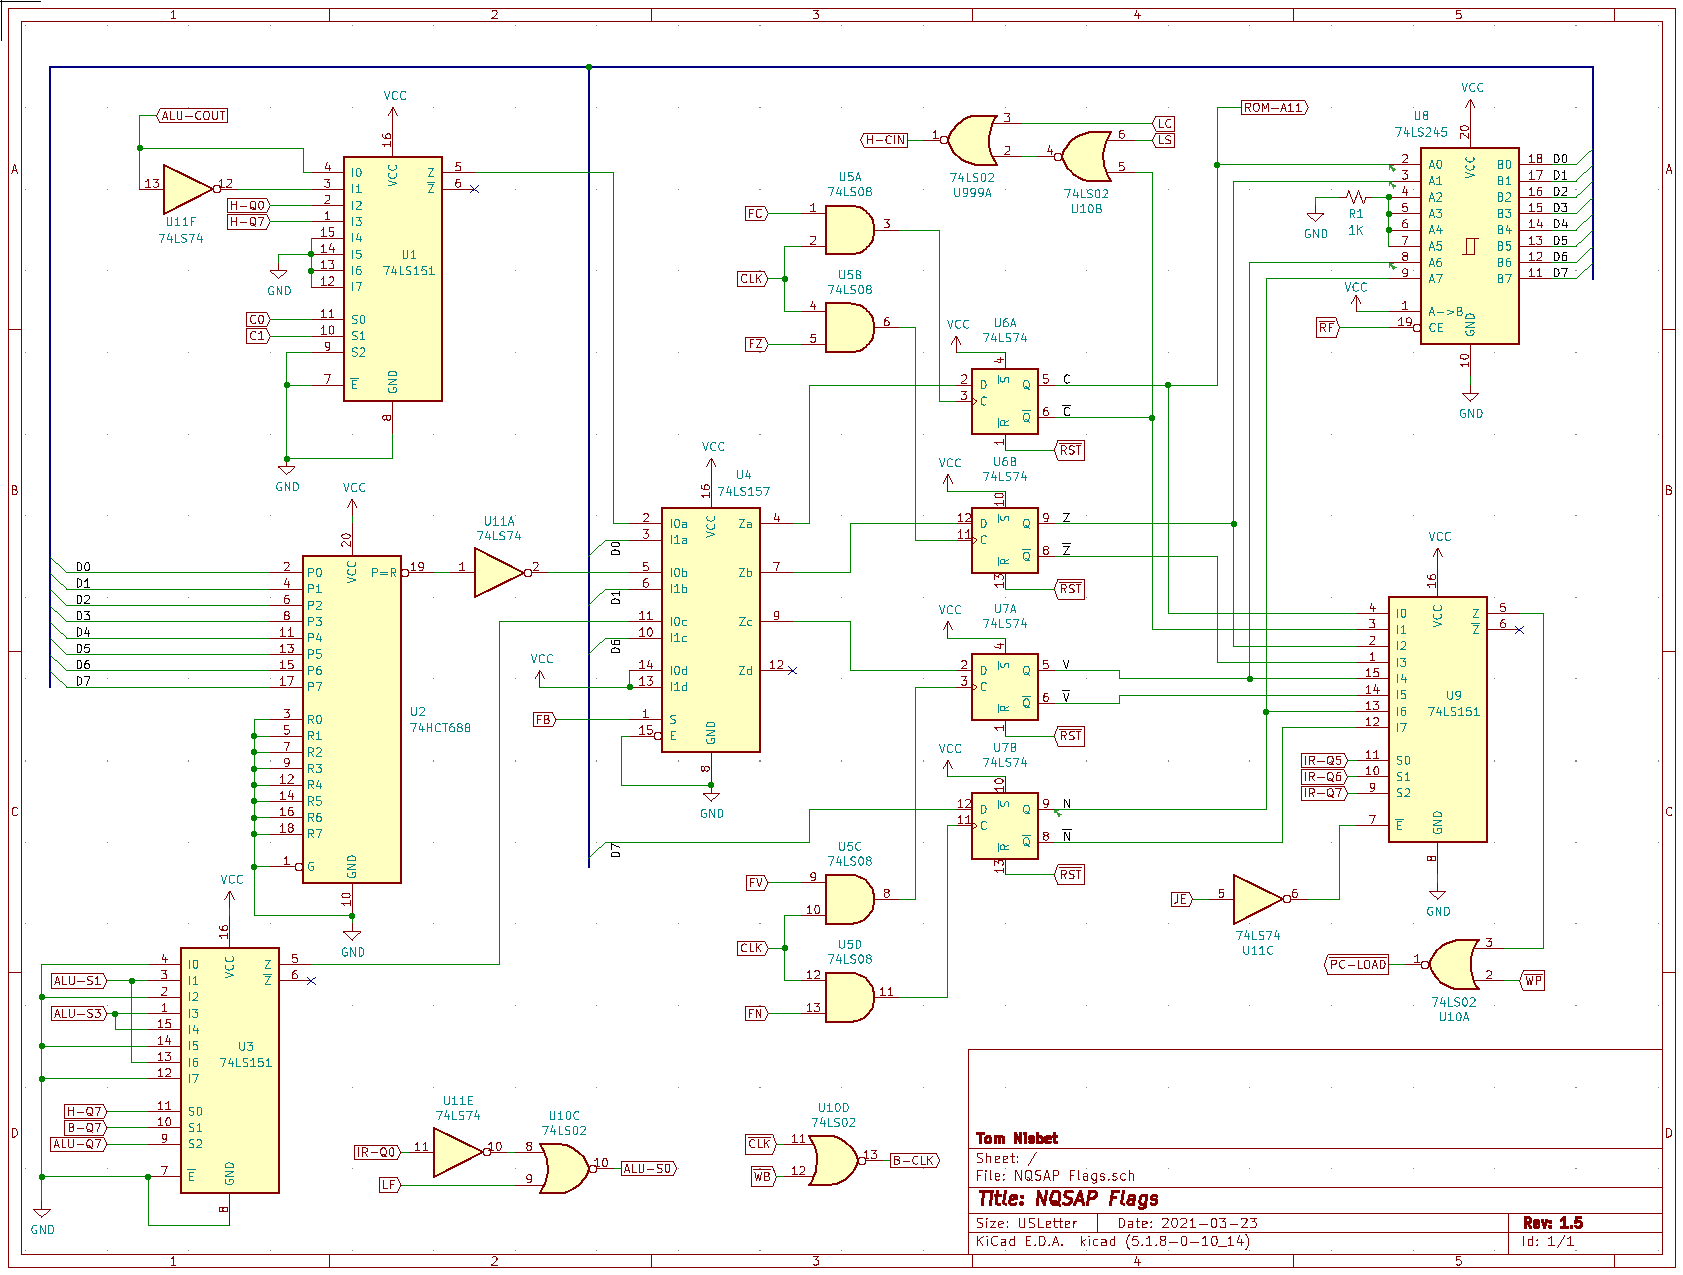 1 2 3 4 5
A
B
C
D
ALU-COUT
VCC
16
13 12
U11F
74LS74
H-Q0
H-Q7
4 I0
3 I1
2 I2
1 I3
15 I4
14 I5
13 I6
12 I7
11 S0
10 S1
9 S2
7 E
C0
C1
VCC
Z 5
Z 6
U1
74LS151
GND
8
GND
GND
VCC
20
D0
D1
D2
D3
D4
D5
D6
D7
2 P0
4 P1
6 P2
8 P3
11 P4
13 P5
15 P6
17 P7
3 R0
5 R1
7 R2
9 R3
12 R4
14 R5
16 R6
18 R7
1 G
VCC
P=R 19
U2
74HCT688
GND
10
GND
U11A
74LS74
1 2
VCC
16
ALU-S1
ALU-S3
4 I0
3 I1
2 I2
1 I3
15 I4
14 I5
13 I6
12 I7
H-Q7
B-Q7
ALU-Q7
11 S0
10 S1
9 S2
7 E
VCC
Z 5
Z 6
U3
74LS151
GND
8
GND
VCC
U4
74LS157
16
VCC
D0
D1
D6
D7
2 I0a
3 I1a
5 I0b
6 I1b
11 I0c
10 I1c
14 I0d
13 I1d
1 S
15 E
Za 4
Zb 7
Zc 9
Zd 12
VCC
FB
GND
8
GND
U5A
74LS08
FC
1
2
3
CLK
U5B
74LS08
4
5
6
FZ
H-CIN
1
3
2
74LS02
U999A
4
6
5
74LS02
U10B
LC
LS
ROM-A11
VCC
U6A
74LS74
4
2 D S Q 5 C
3 C Q 6 C
R
1
RST
VCC
U6B
74LS74
10
12 D S Q 9 Z
11 C Q 8 Z
R
13
RST
VCC
U7A
74LS74
4
2 D S Q 5 V
3 C Q 6 V
R
1
RST
VCC
U7B
74LS74
10
12 D S Q 9 N
11 C Q 8 N
R
13
RST
U5C
74LS08
FV
9
10
8
CLK
U5D
74LS08
12
13
11
FN
VCC
U8
74LS245
20
VCC
2 A0 B0 18 D0
3 A1 B1 17 D1
4 A2 B2 16 D2
5 A3 B3 15 D3
6 A4 B4 14 D4
7 A5 B5 13 D5
8 A6 B6 12 D6
9 A7 B7 11 D7
GND
R1
1K
VCC
1 A->B
RF
19 CE
GND
10
GND
VCC
16
4 I0
3 I1
2 I2
1 I3
15 I4
14 I5
13 I6
12 I7
IR-Q5 11 S0
IR-Q6 10 S1
IR-Q7 9 S2
7 E
VCC
Z 5
Z 6
U9
74LS151
GND
8
GND
JE
5 6
74LS74
U11C
PC-LOAD
1
3
2
WP
74LS02
U10A
IR-Q0
U11E
74LS74
11 10
LF
U10C
74LS02
8
9
10
ALU-S0
U10D
74LS02
CLK 11
WB 12
13
B-CLK
Tom Nisbet
Sheet: /
File: NQSAP Flags.sch
Title: NQSAP Flags
Size: USLetter Date: 2021-03-23 Rev: 1.5
KiCad E.D.A. kicad (5.1.8-0-10_14) Id: 1/1
A
B
C
D
1 2 3 4 5